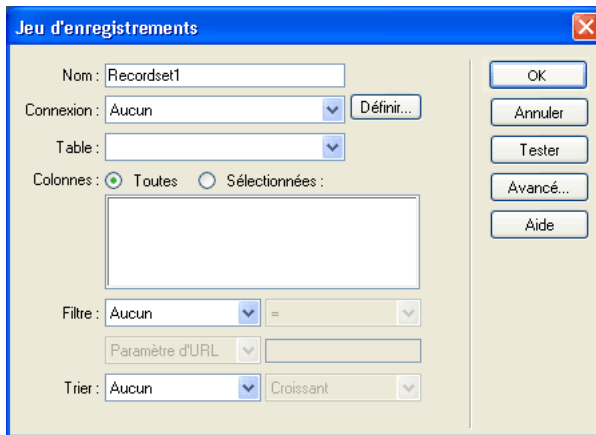 Jeu d'enregistrements
Nom : Recordset1
OK
Connexion : Aucun Définir...
Annuler
Table :
Tester
Colonnes : Toutes Sélectionnées :
Avancé...
Aide
Filtre : Aucun =
Paramètre d'URL
Trier : Aucun Croissant